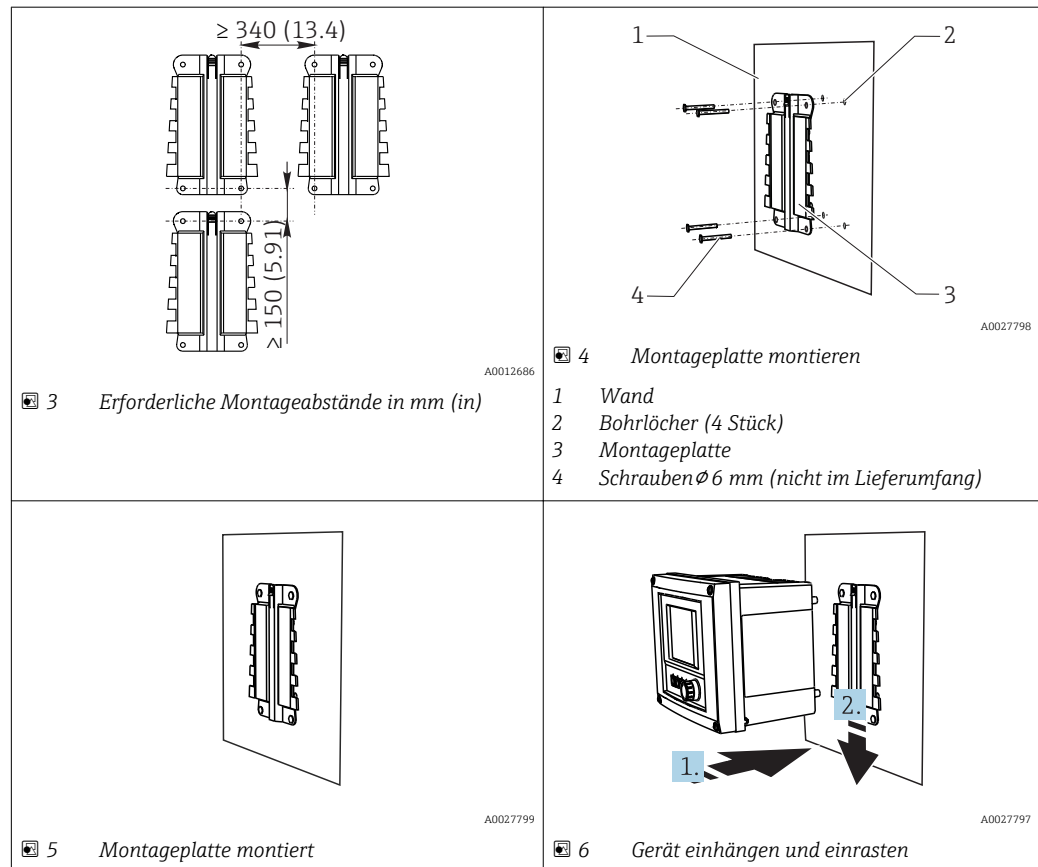 ≥ 340 (13.4)
≥ 150 (5.91)
A0012686
3 Erforderliche Montageabstände in mm (in)
1
2
4
3
A0027798
4 Montageplatte montieren
1 Wand
2 Bohrlöcher (4 Stück)
3 Montageplatte
4 Schrauben Ø 6 mm (nicht im Lieferumfang)
A0027799
5 Montageplatte montiert
2.
1.
A0027797
6 Gerät einhängen und einrasten